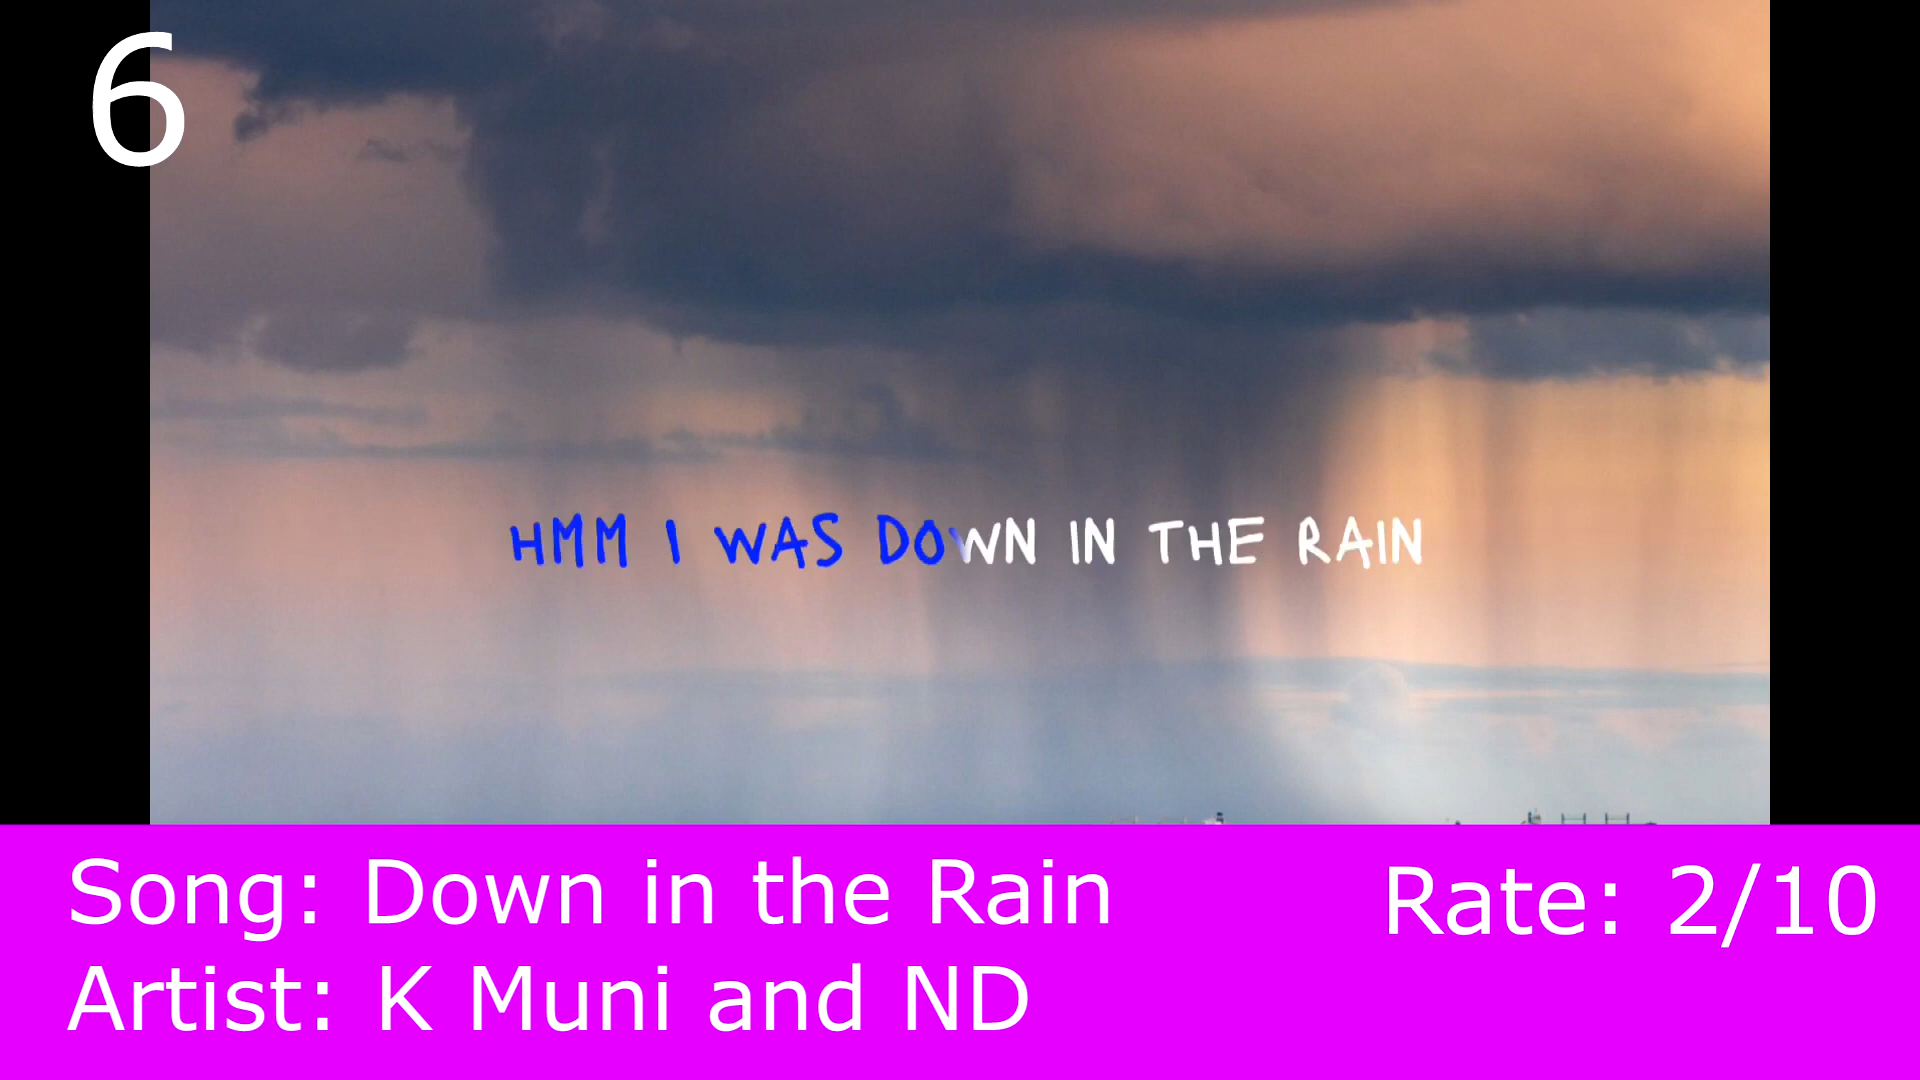 6
HMM I WAS DOWN IN THE RAIN
Song: Down in the Rain
Rate: 2/10
Artist: K Muni and ND